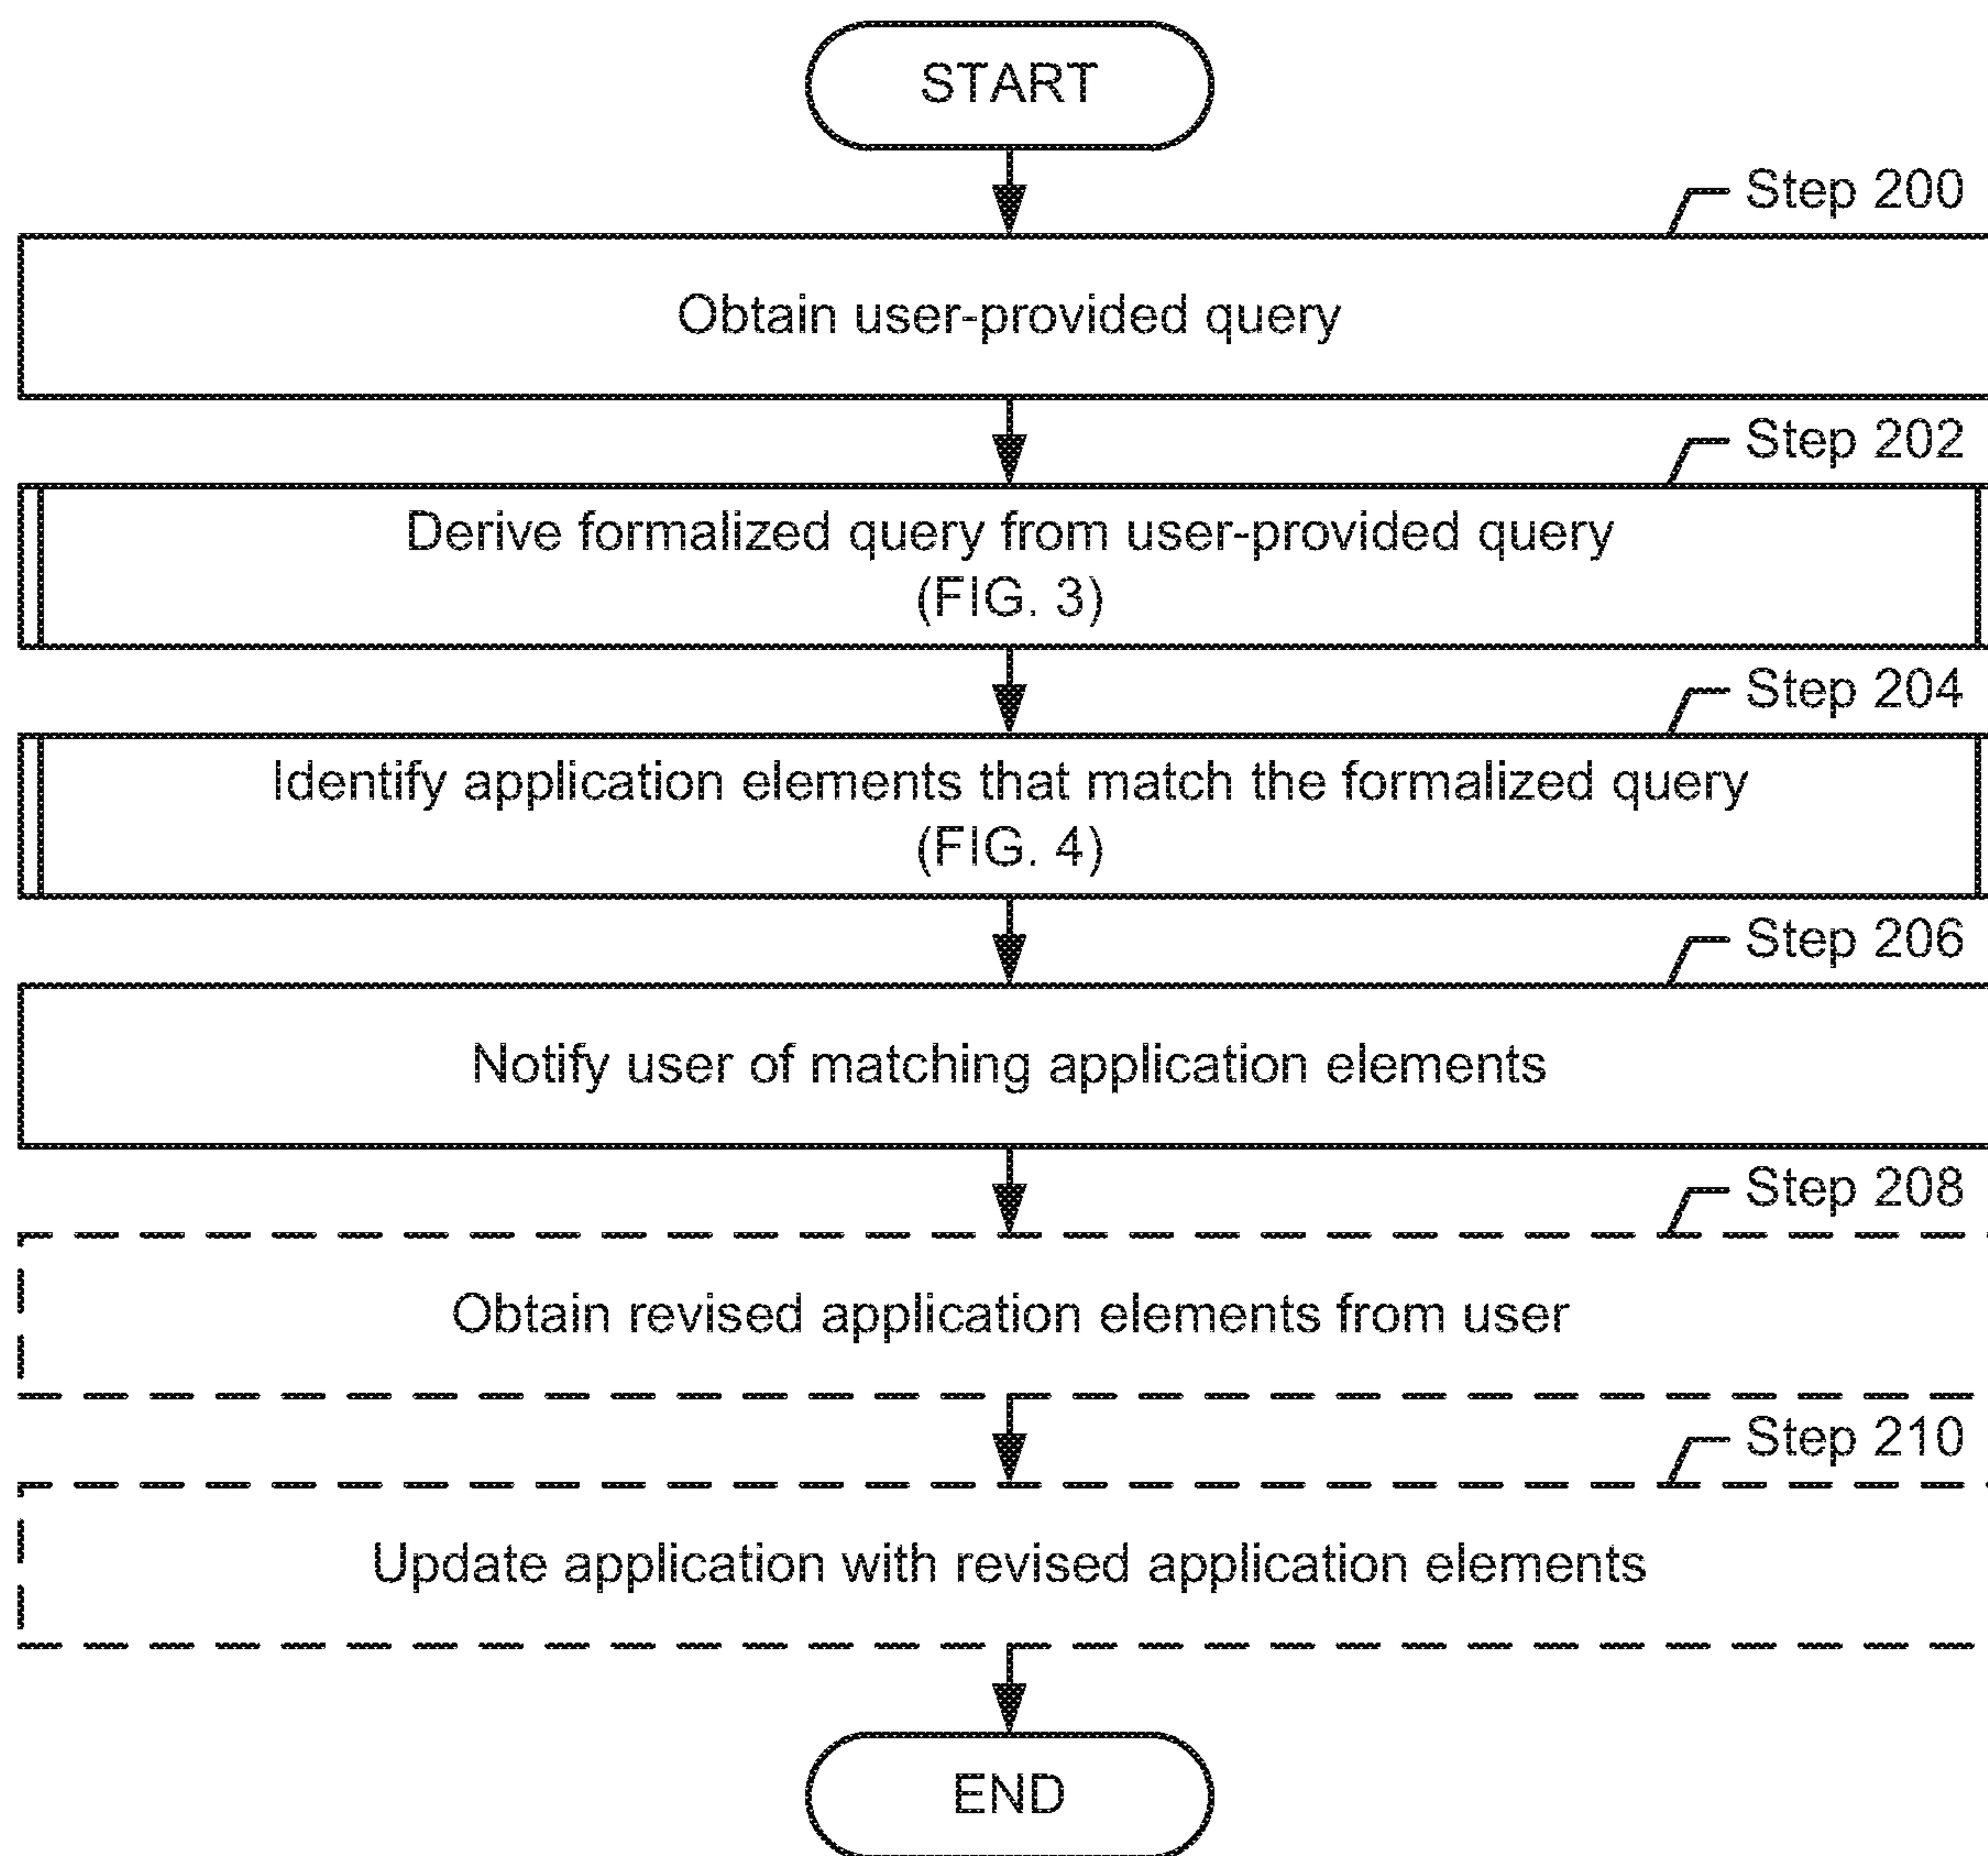 START
Step 200
Obtain user-provided query
Step 202
Derive formalized query from user-provided query
(FIG. 3)
Step 204
Identify application elements that match the formalized query
(FIG. 4)
Step 206
Notify user of matching application elements
Step 208
Obtain revised application elements from user
Step 210
Update application with revised application elements
END